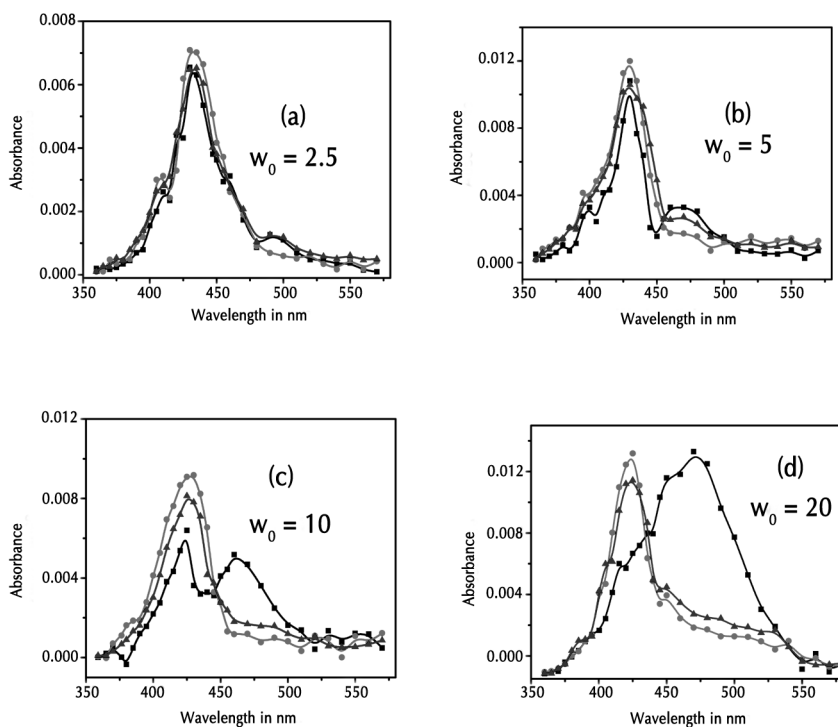 0.008
0.006
0.004
0.002
0.000
Absorbance
(a)
w₀ = 2.5
350 400 450 500 550
Wavelength in nm
0.012
0.008
0.004
0.000
Absorbance
(b)
w₀ = 5
350 400 450 500 550
Wavelength in nm
0.012
0.008
0.004
0.000
Absorbance
(c)
w₀ = 10
350 400 450 500 550
Wavelength in nm
0.012
0.008
0.004
0.000
Absorbance
(d)
w₀ = 20
350 400 450 500 550
Wavelength in nm